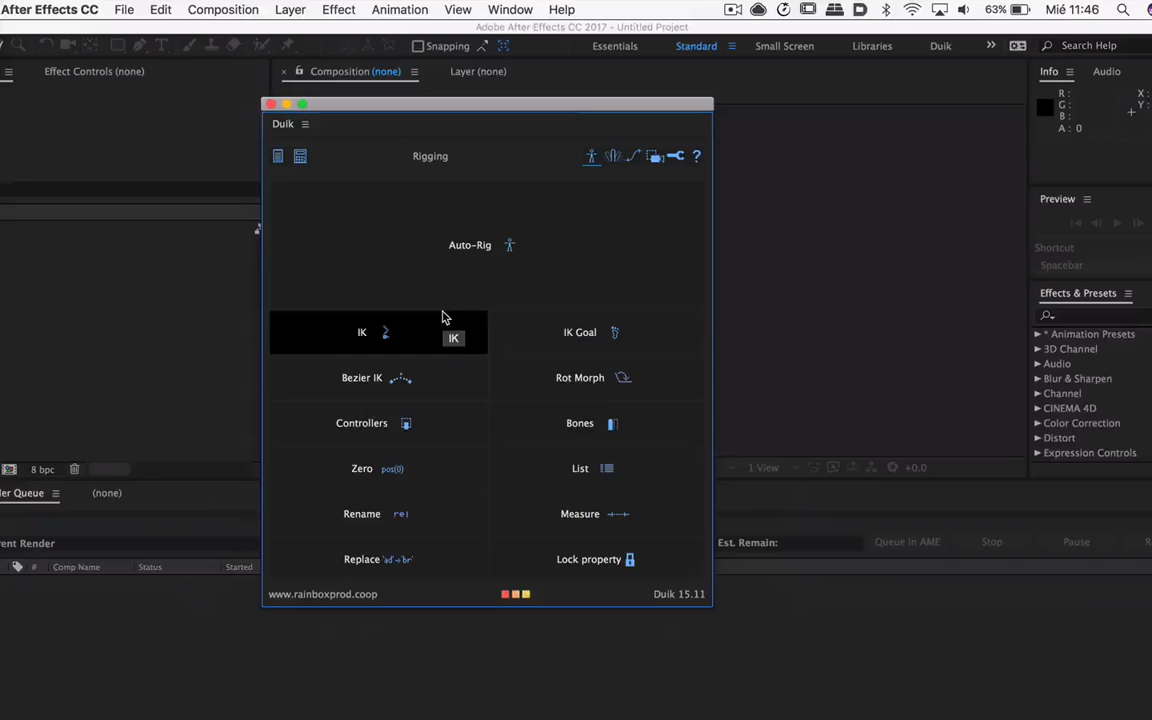 After Effects CC File Edit Composition Layer Effect Animation View Window Help 63% Mié 11:46
Adobe After Effects CC 2017 - Untitled Project
Snapping Essentials Standard Small Screen Libraries Duik Search Help
Effect Controls (none) × Composition (none) Layer (none) Info Audio
R : X :
G : Y :
B :
A : 0
Duik
Rigging
Auto-Rig
Preview
Shortcut
Spacebar
Effects & Presets
* Animation Presets
3D Channel
Audio
Blur & Sharpen
Channel
CINEMA 4D
Color Correction
Distort
Expression Controls
IK IK IK Goal
Bezier IK Rot Morph
Controllers Bones
Zero pos(0) List
Rename Measure
Replace 'ad'→'br' Lock property
www.rainboxprod.coop Duik 15.11
8 bpc 1 View +0.0
er Queue (none)
rent Render Est. Remain: Queue in AME Stop Pause R
# Comp Name Status Started